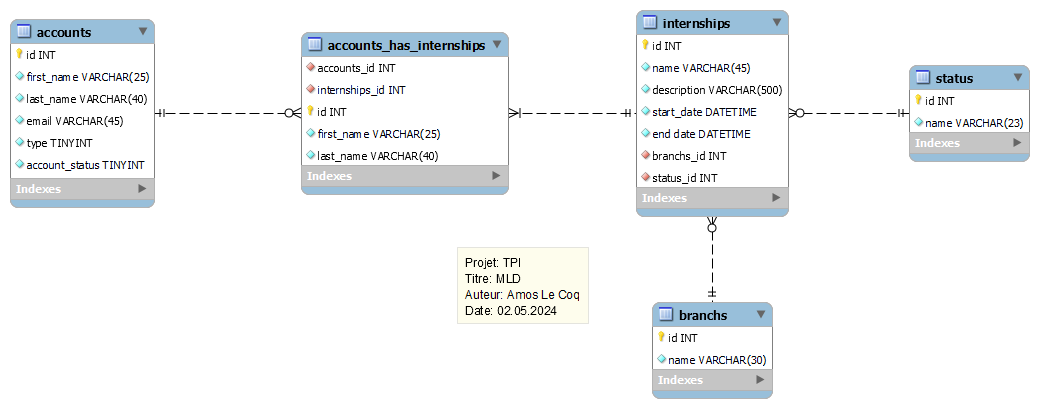 accounts
id INT
first_name VARCHAR(25)
last_name VARCHAR(40)
email VARCHAR(45)
type TINYINT
account_status TINYINT
Indexes
accounts_has_internships
accounts_id INT
internships_id INT
id INT
first_name VARCHAR(25)
last_name VARCHAR(40)
Indexes
internships
id INT
name VARCHAR(45)
description VARCHAR(500)
start_date DATETIME
end date DATETIME
branchs_id INT
status_id INT
Indexes
status
id INT
name VARCHAR(23)
Indexes
Projet: TPI
Titre: MLD
Auteur: Amos Le Coq
Date: 02.05.2024
branchs
id INT
name VARCHAR(30)
Indexes